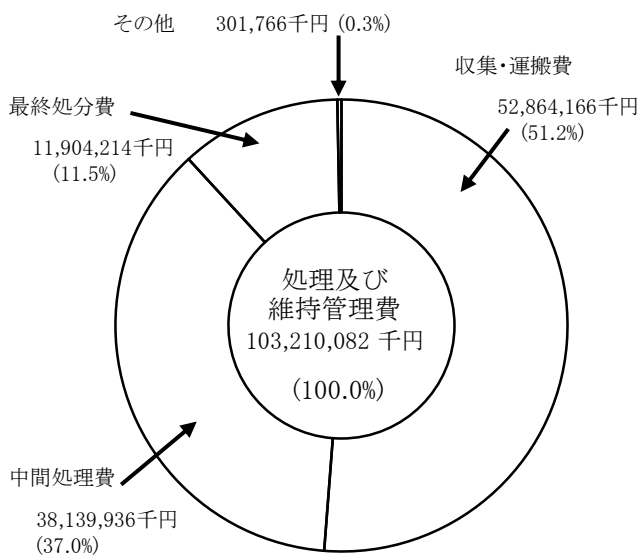 その他 301,766千円 (0.3%)
収集・運搬費
52,864,166千円
(51.2%)
最終処分費
11,904,214千円
(11.5%)
処理及び
維持管理費
103,210,082 千円
(100.0%)
中間処理費
38,139,936千円
(37.0%)